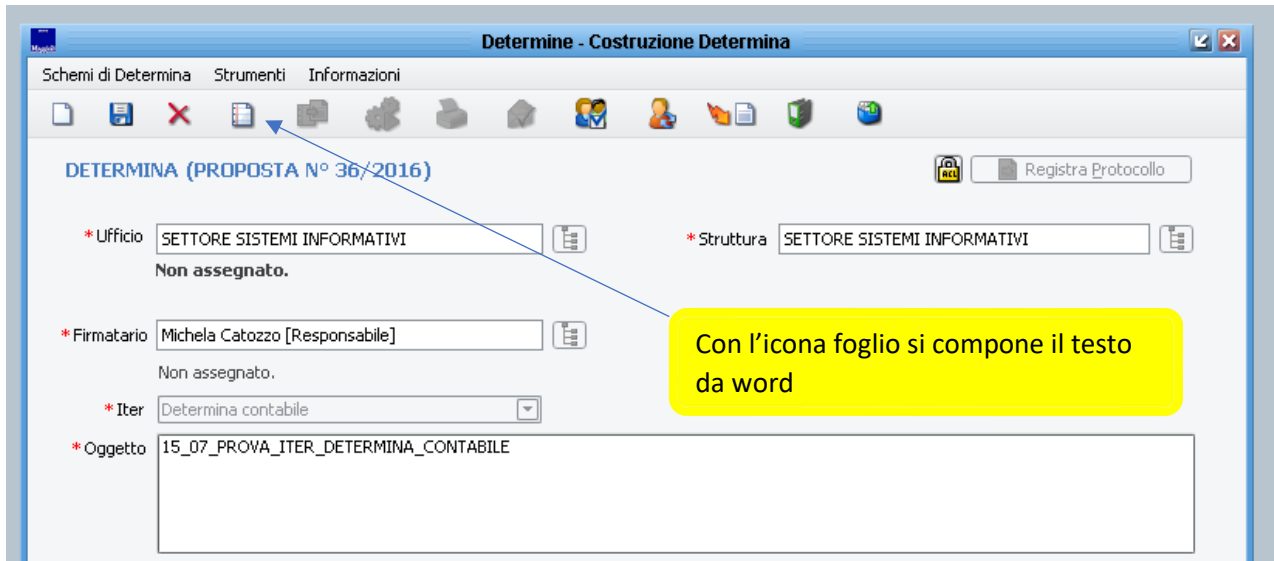 Maggioli
Determine - Costruzione Determina
Schemi di Determina Strumenti Informazioni
DETERMINA (PROPOSTA N° 36/2016)
ACL
Registra Protocollo
*Ufficio SETTORE SISTEMI INFORMATIVI
*Struttura SETTORE SISTEMI INFORMATIVI
Non assegnato.
*Firmatario Michela Catozzo [Responsabile]
Con l’icona foglio si compone il testo
da word
Non assegnato.
*Iter Determina contabile
*Oggetto 15_07_PROVA_ITER_DETERMINA_CONTABILE